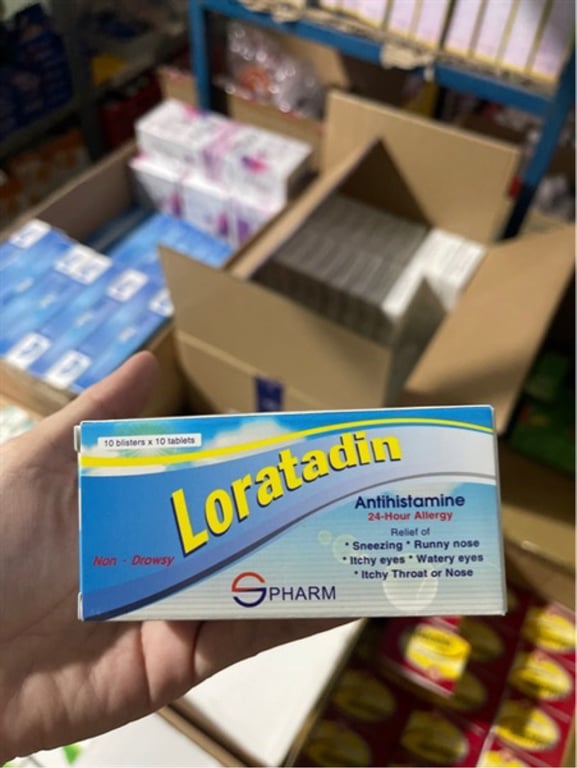 10 blisters x 10 tablets
Loratadin
Antihistamine
24-Hour Allergy
Relief of
* Sneezing * Runny nose
* Itchy eyes * Watery eyes
* Itchy Throat or Nose
Non - Drowsy
SPHARM